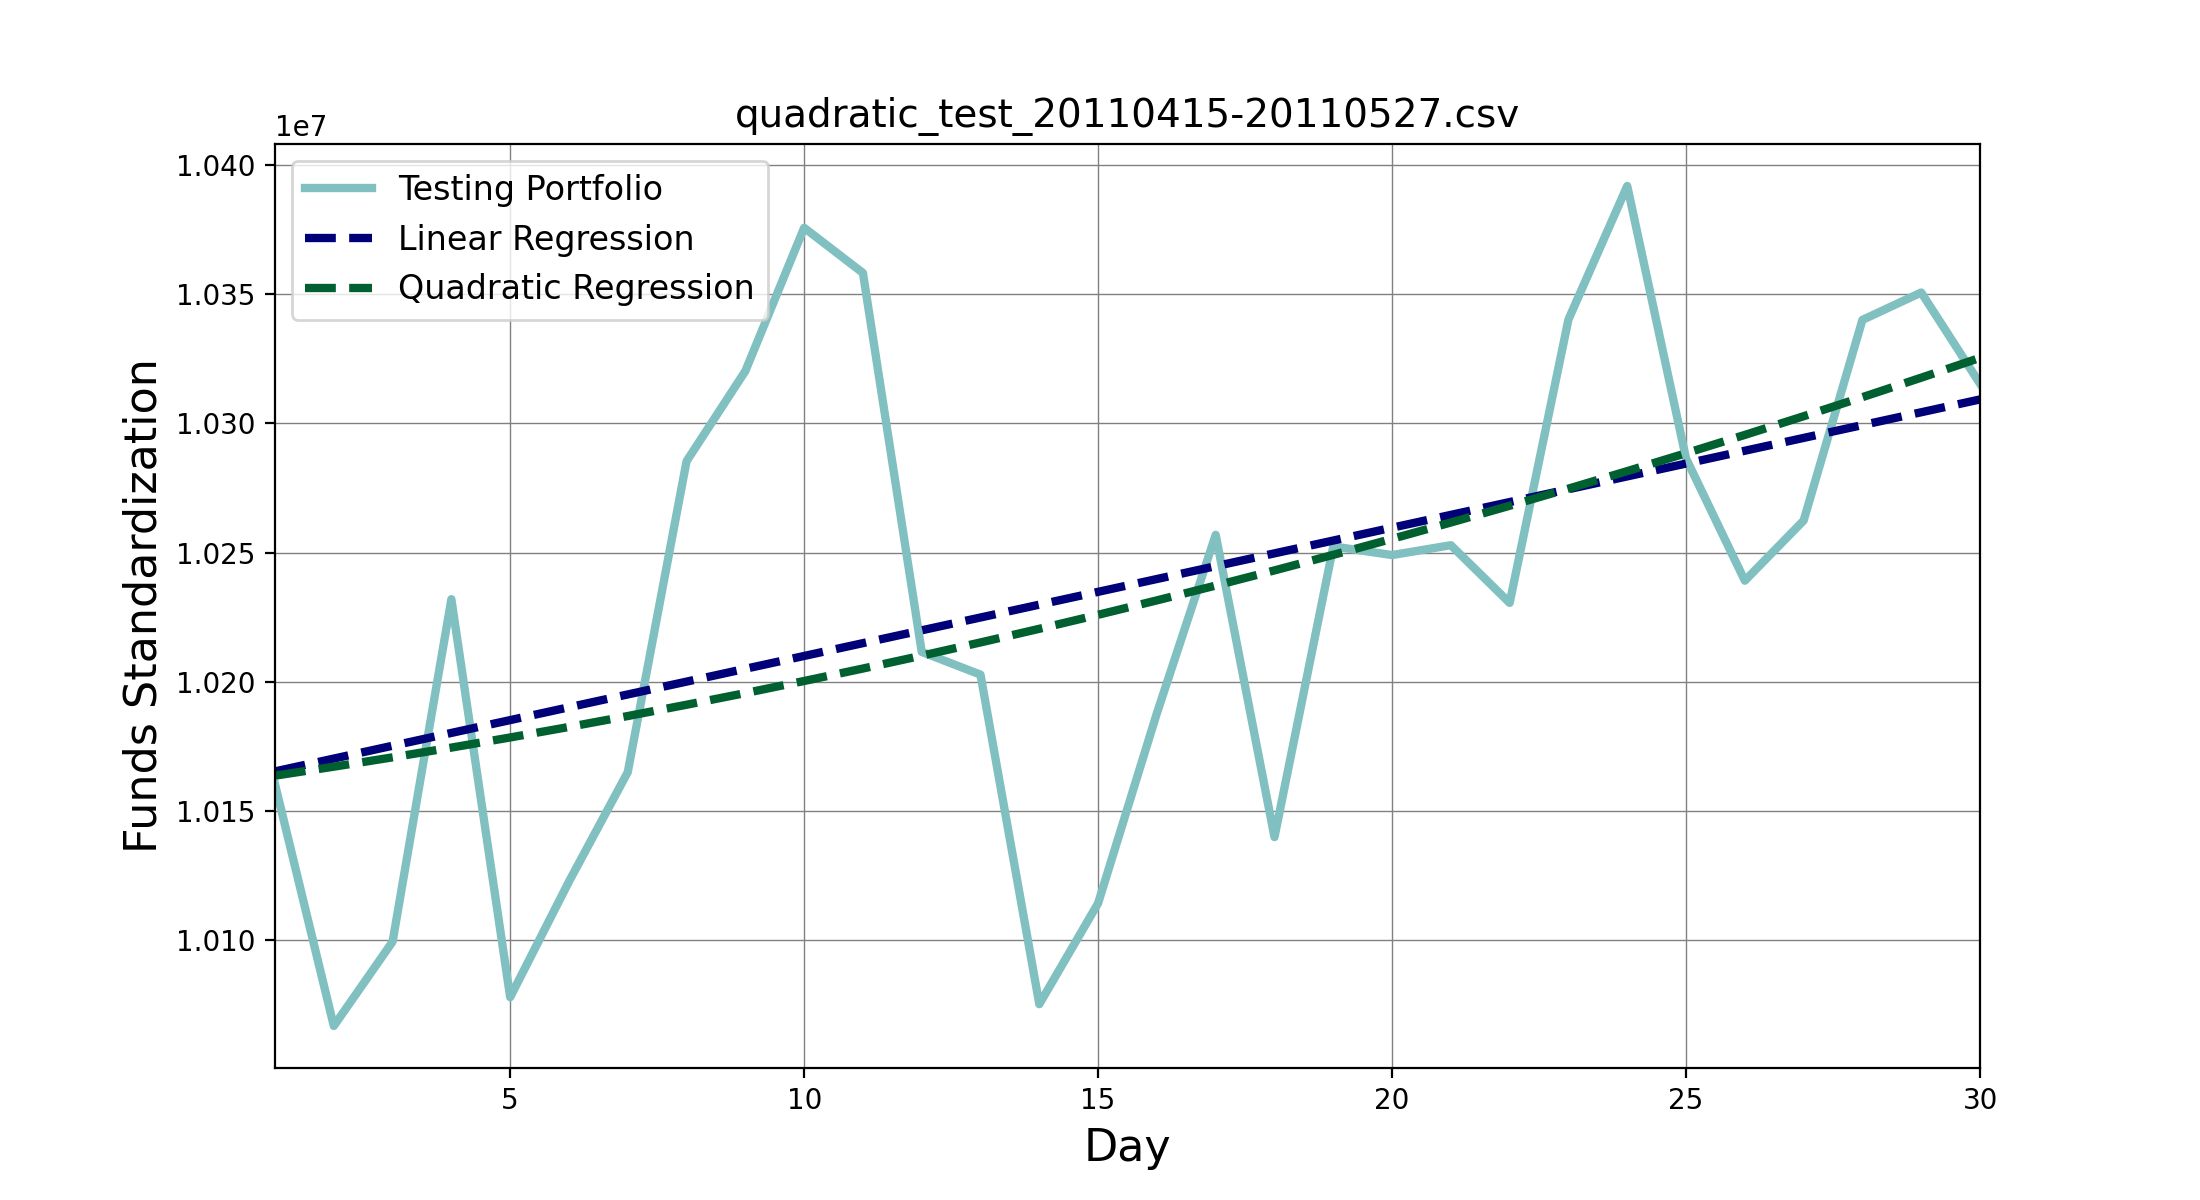 quadratic_test_20110415-20110527.csv
1e7
1.040
1.035
1.030
1.025
1.020
1.015
1.010
Funds Standardization
Testing Portfolio
Linear Regression
Quadratic Regression
5 10 15 20 25 30
Day